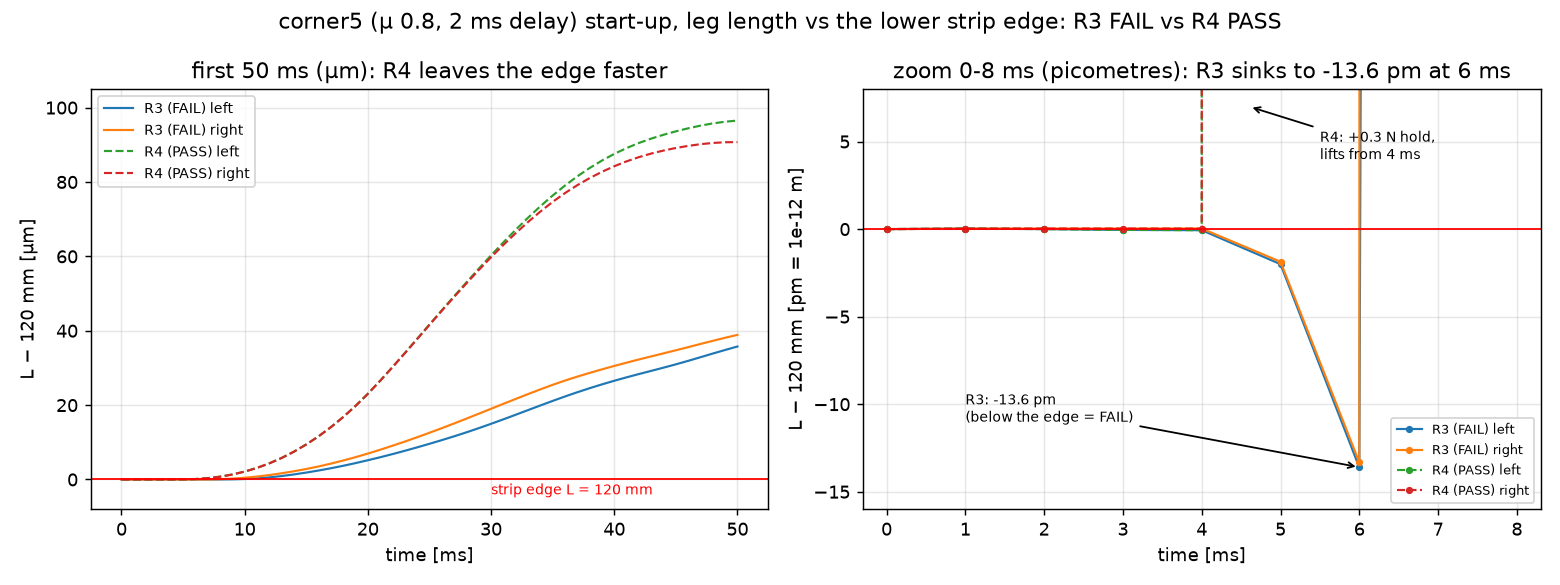 corner5 (μ 0.8, 2 ms delay) start-up, leg length vs the lower strip edge: R3 FAIL vs R4 PASS
first 50 ms (μm): R4 leaves the edge faster
100
80
60
40
20
0
L − 120 mm [μm]
R3 (FAIL) left
R3 (FAIL) right
R4 (PASS) left
R4 (PASS) right
strip edge L = 120 mm
0
10
20
30
40
50
time [ms]
zoom 0-8 ms (picometres): R3 sinks to -13.6 pm at 6 ms
5
0
−5
−10
−15
L − 120 mm [pm = 1e-12 m]
R4: +0.3 N hold,
lifts from 4 ms
R3: -13.6 pm
(below the edge = FAIL)
R3 (FAIL) left
R3 (FAIL) right
R4 (PASS) left
R4 (PASS) right
0
1
2
3
4
5
6
7
8
time [ms]